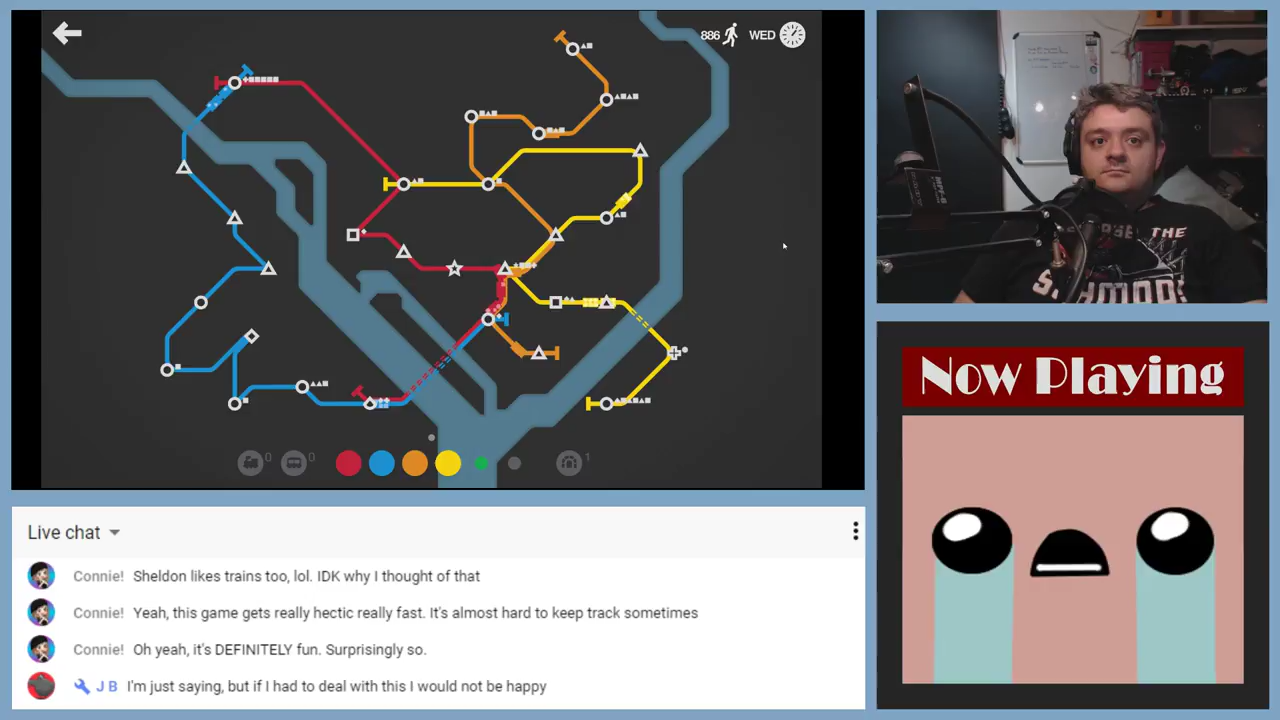 886
WED
0
0
1
Now Playing
Live chat
Connie! Sheldon likes trains too, lol. IDK why I thought of that
Connie! Yeah, this game gets really hectic really fast. It's almost hard to keep track sometimes
Connie! Oh yeah, it's DEFINITELY fun. Surprisingly so.
J B I'm just saying, but if I had to deal with this I would not be happy